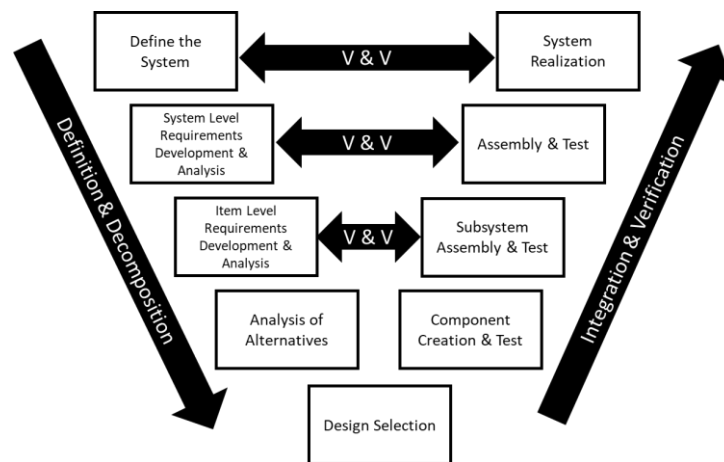 Define the
System
V & V
System
Realization
System Level
Requirements
Development &
Analysis
V & V
Assembly & Test
Item Level
Requirements
Development &
Analysis
V & V
Subsystem
Assembly & Test
Analysis of
Alternatives
Component
Creation & Test
Design Selection
Definition & Decomposition
Integration & Verification